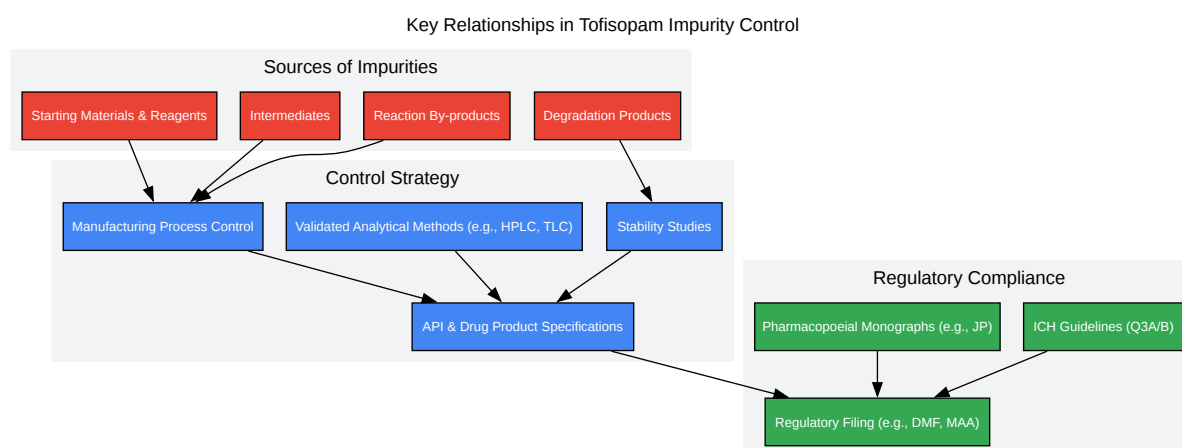 Key Relationships in Tofisopam Impurity Control
Sources of Impurities
Starting Materials & Reagents
Intermediates
Reaction By-products
Degradation Products
Control Strategy
Manufacturing Process Control
Validated Analytical Methods (e.g., HPLC, TLC)
Stability Studies
API & Drug Product Specifications
Regulatory Compliance
Pharmacopoeial Monographs (e.g., JP)
ICH Guidelines (Q3A/B)
Regulatory Filing (e.g., DMF, MAA)